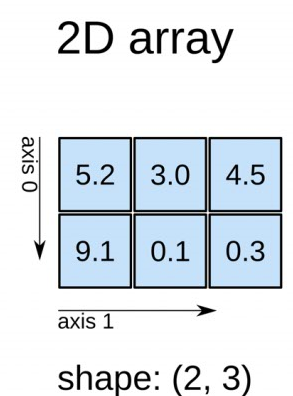 2D array
axis 0
5.2 3.0 4.5
9.1 0.1 0.3
axis 1
shape: (2, 3)